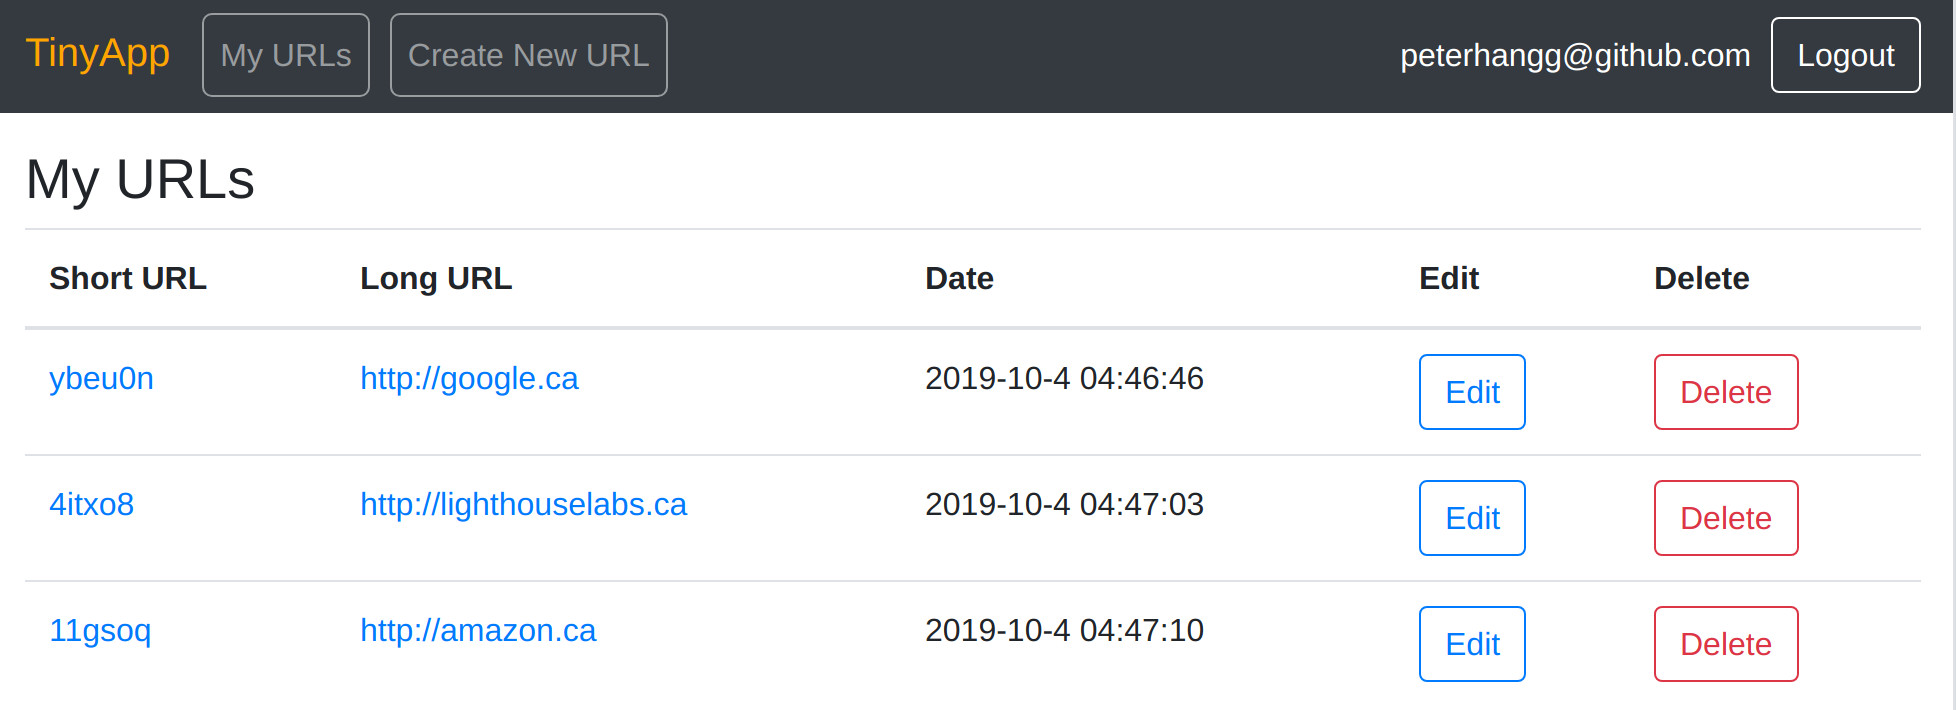 TinyApp My URLs Create New URL peterhangg@github.com Logout
My URLs
Short URL Long URL Date Edit Delete
ybeu0n http://google.ca 2019-10-4 04:46:46 Edit Delete
4itxo8 http://lighthouselabs.ca 2019-10-4 04:47:03 Edit Delete
11gsoq http://amazon.ca 2019-10-4 04:47:10 Edit Delete